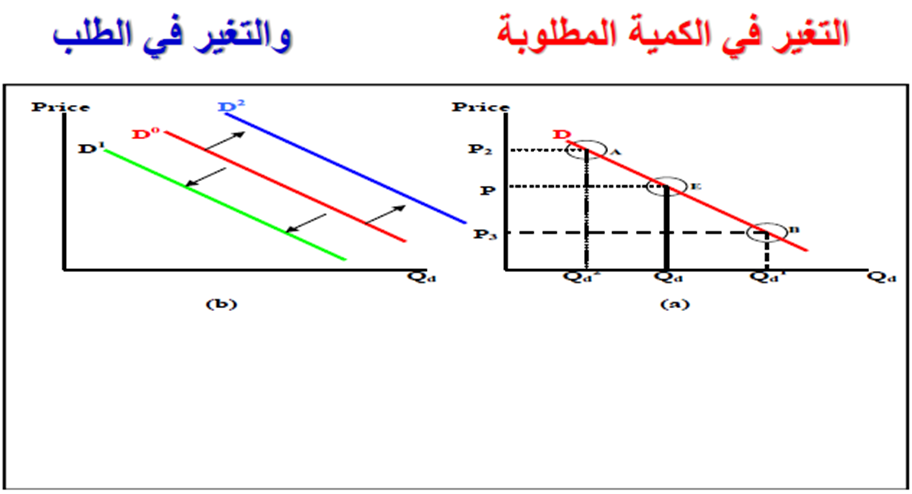 التغير في الكمية المطلوبة
والتغير في الطلب
Price
D
P₂
A
P
E
P₃
B
Qd²
Qd
Qd¹
Qd
(a)
Price
D²
D⁰
D¹
Qd
(b)